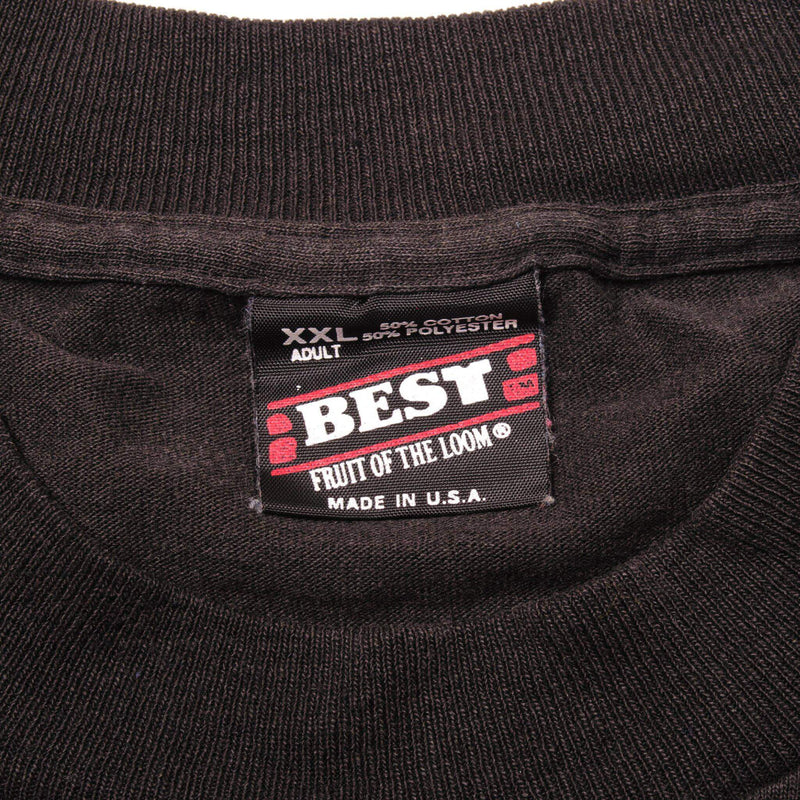 XXL 50% COTTON
50% POLYESTER
ADULT
BEST
FRUIT OF THE LOOM®
MADE IN U.S.A.